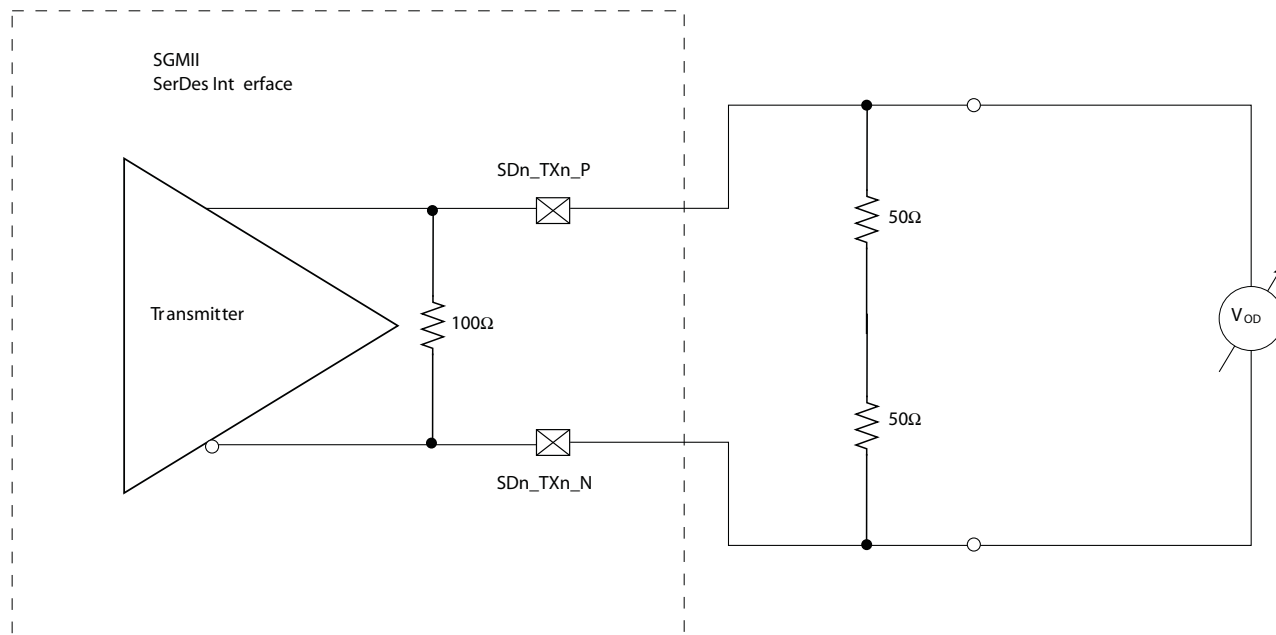 SGMII
SerDes Int erface
SDn_TXn_P
50Ω
Transmitter
100Ω
VOD
50Ω
SDn_TXn_N